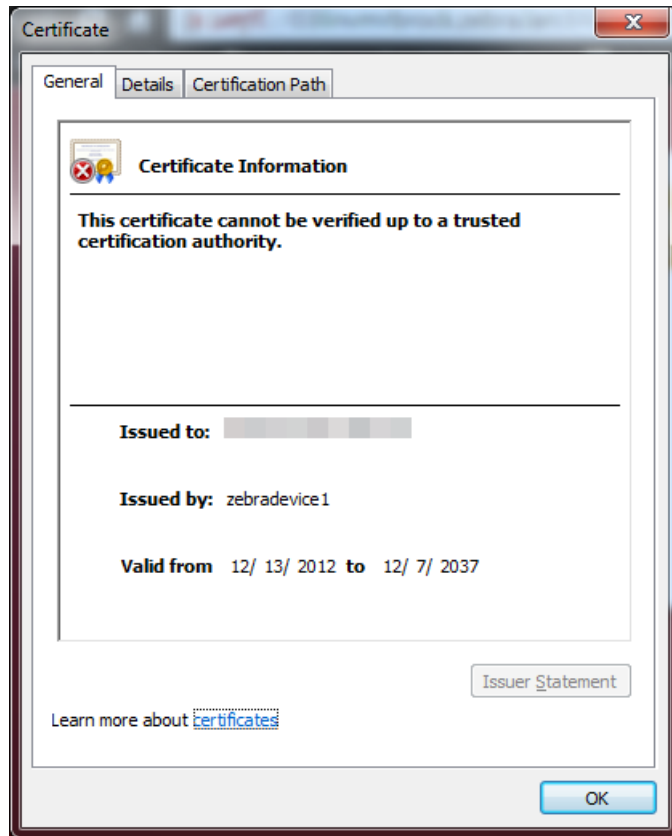 Certificate
General Details Certification Path
Certificate Information
This certificate cannot be verified up to a trusted
certification authority.
Issued to:
Issued by: zebradevice1
Valid from 12/ 13/ 2012 to 12/ 7/ 2037
Issuer Statement
Learn more about certificates
OK